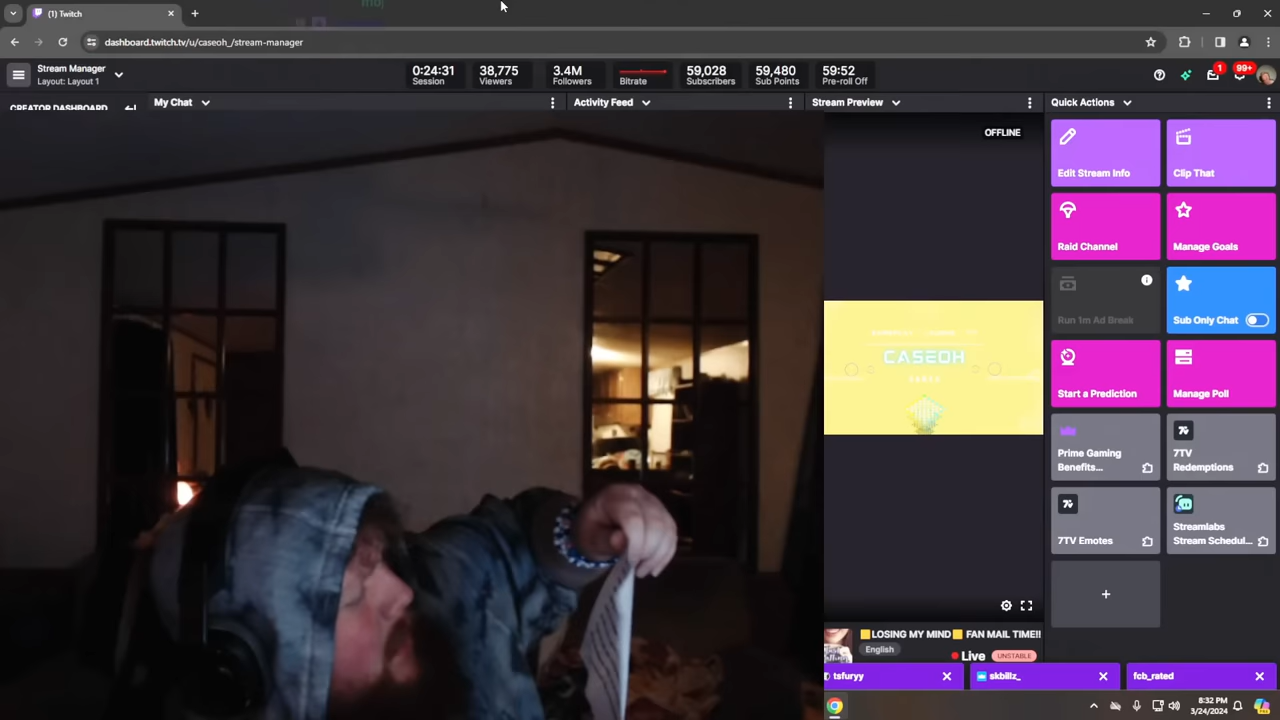 (1) Twitch
dashboard.twitch.tv/u/caseoh_/stream-manager
Stream Manager
Layout: Layout 1
0:24:31
Session
38,775
Viewers
3.4M
Followers
Bitrate
59,028
Subscribers
59,480
Sub Points
59:52
Pre-roll Off
1
99+
CREATOR DASHBOARD
My Chat
Activity Feed
Stream Preview
Quick Actions
OFFLINE
CASEOH
Edit Stream Info
Clip That
Raid Channel
Manage Goals
Run 1m Ad Break
Sub Only Chat
Start a Prediction
Manage Poll
Prime Gaming
Benefits...
7TV
Redemptions
7TV Emotes
Streamlabs
Stream Schedul...
LOSING MY MIND FAN MAIL TIME!!
English
Live
UNSTABLE
tsfuryy
skbillz_
fcb_rated
8:32 PM
3/24/2024